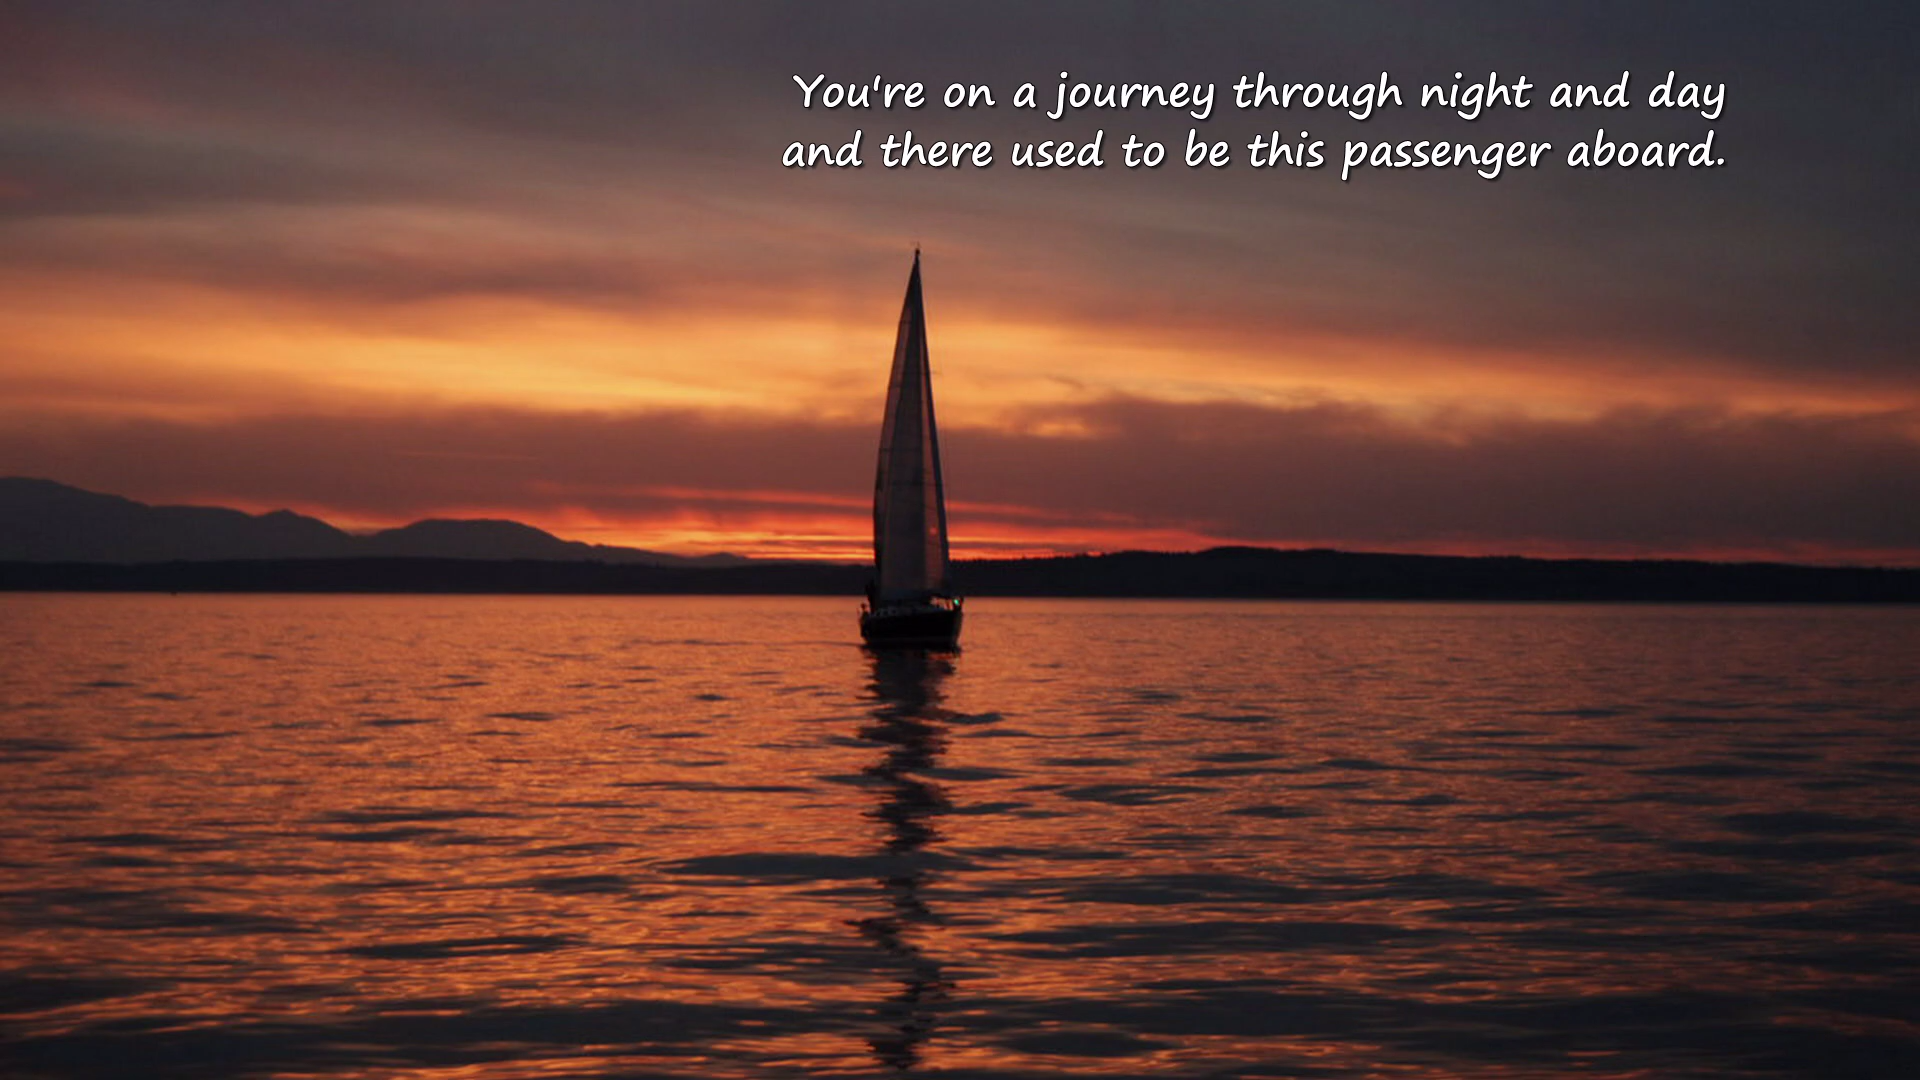 You're on a journey through night and day
and there used to be this passenger aboard.